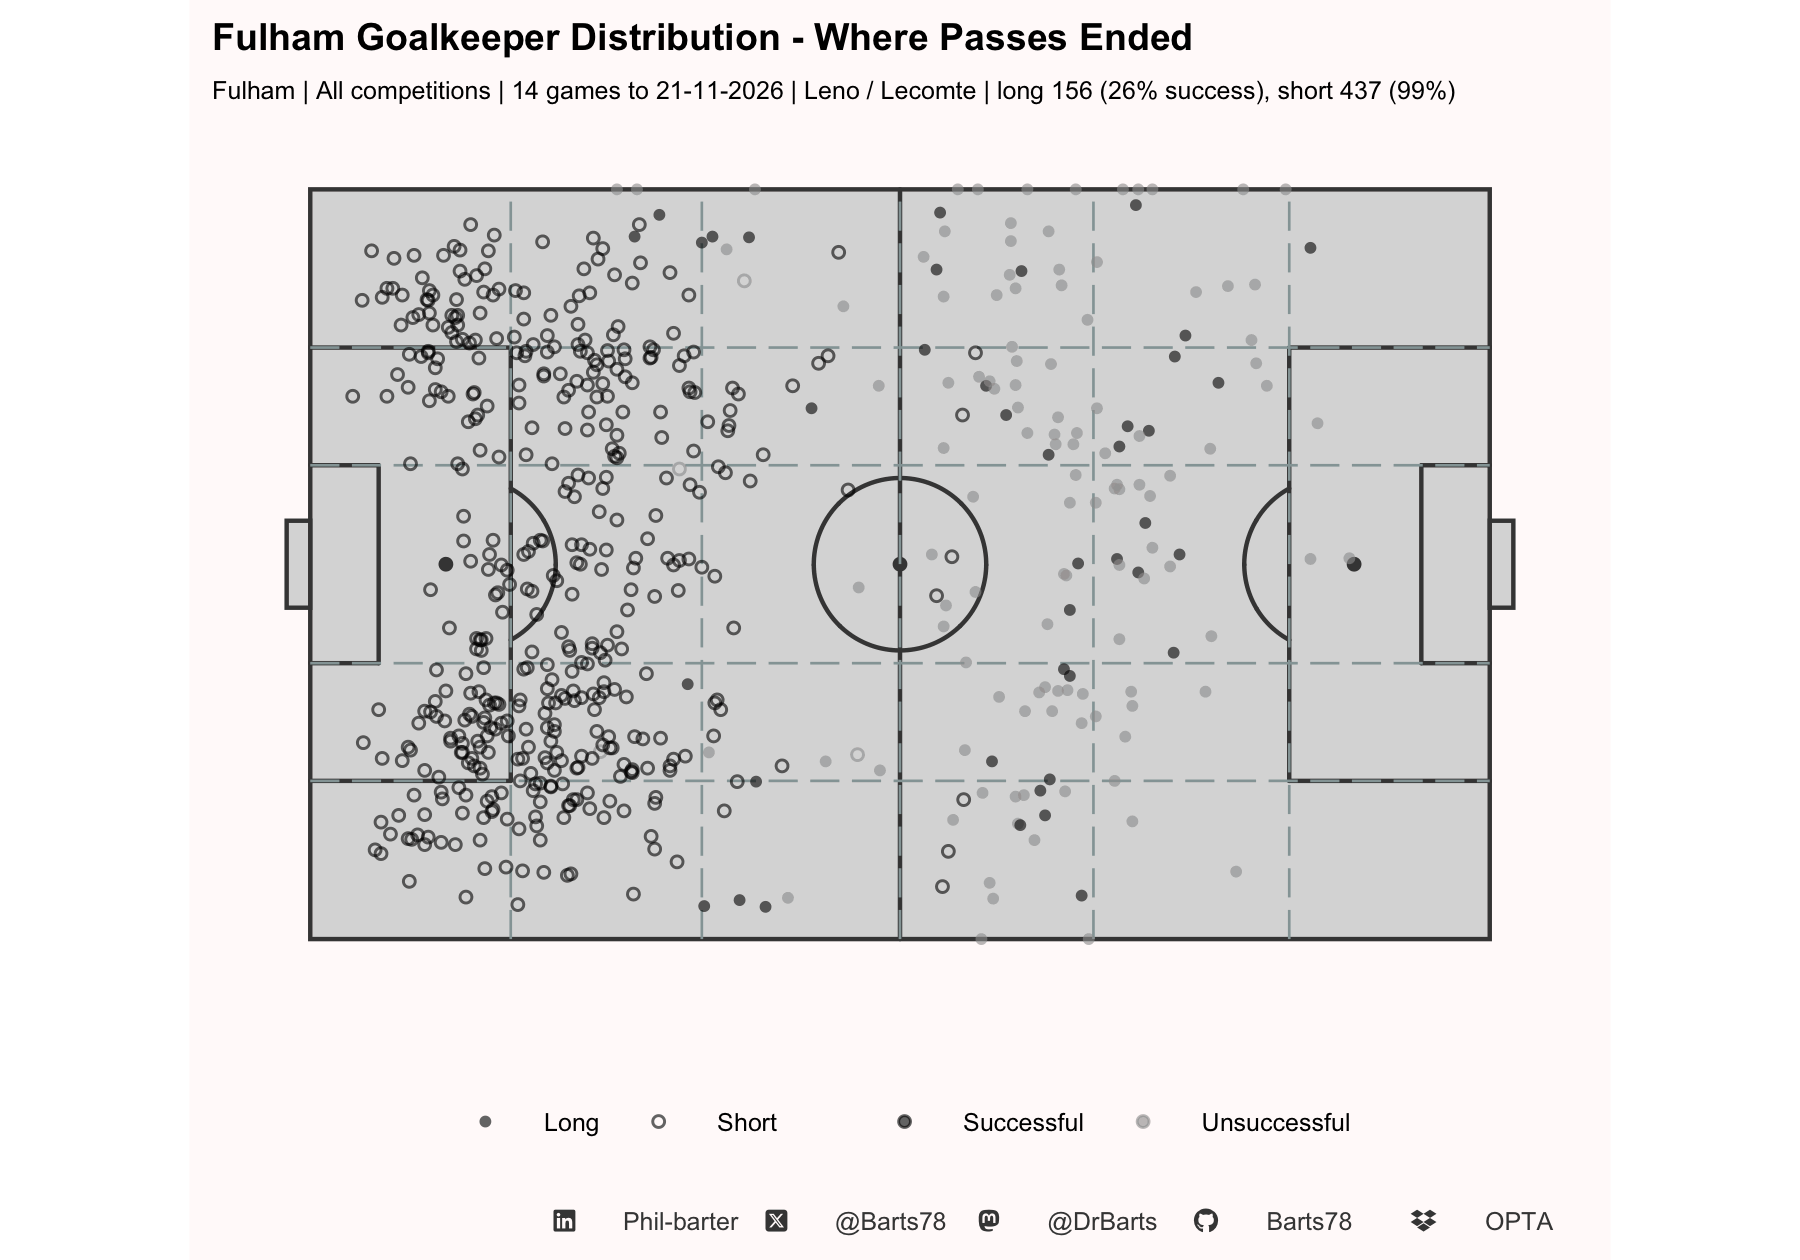 Fulham Goalkeeper Distribution - Where Passes Ended
Fulham | All competitions | 14 games to 21-11-2026 | Leno / Lecomte | long 156 (26% success), short 437 (99%)
Long Short Successful Unsuccessful
Phil-barter @Barts78 @DrBarts Barts78 OPTA